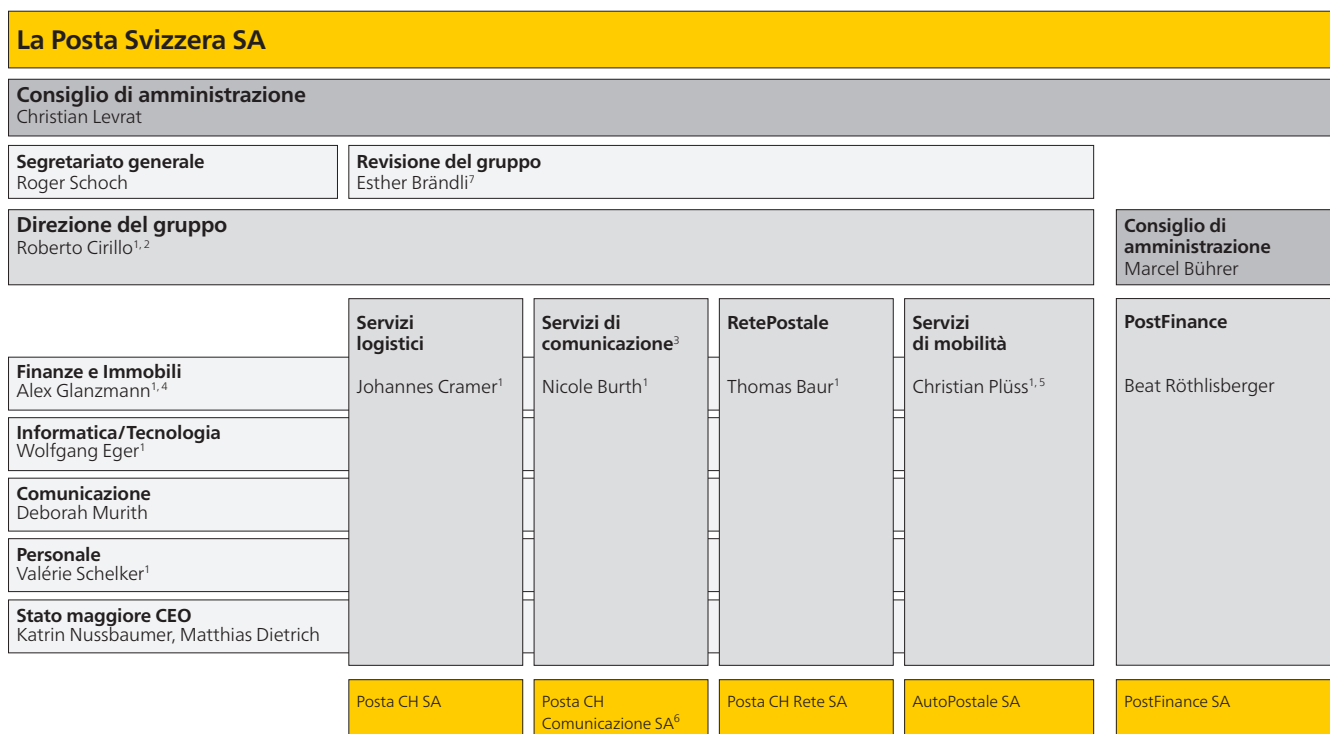 La Posta Svizzera SA
Consiglio di amministrazione
Christian Levrat
Segretariato generale
Roger Schoch
Revisione del gruppo
Esther Brändli⁷
Direzione del gruppo
Roberto Cirillo¹,²
Consiglio di
amministrazione
Marcel Bührer
Servizi
logistici
Johannes Cramer¹
Servizi di
comunicazione³
Nicole Burth¹
RetePostale
Thomas Baur¹
Servizi
di mobilità
Christian Plüss¹,⁵
PostFinance
Beat Röthlisberger
Finanze e Immobili
Alex Glanzmann¹,⁴
Informatica/Tecnologia
Wolfgang Eger¹
Comunicazione
Deborah Murith
Personale
Valérie Schelker¹
Stato maggiore CEO
Katrin Nussbaumer, Matthias Dietrich
Posta CH SA
Posta CH
Comunicazione SA⁶
Posta CH Rete SA
AutoPostale SA
PostFinance SA